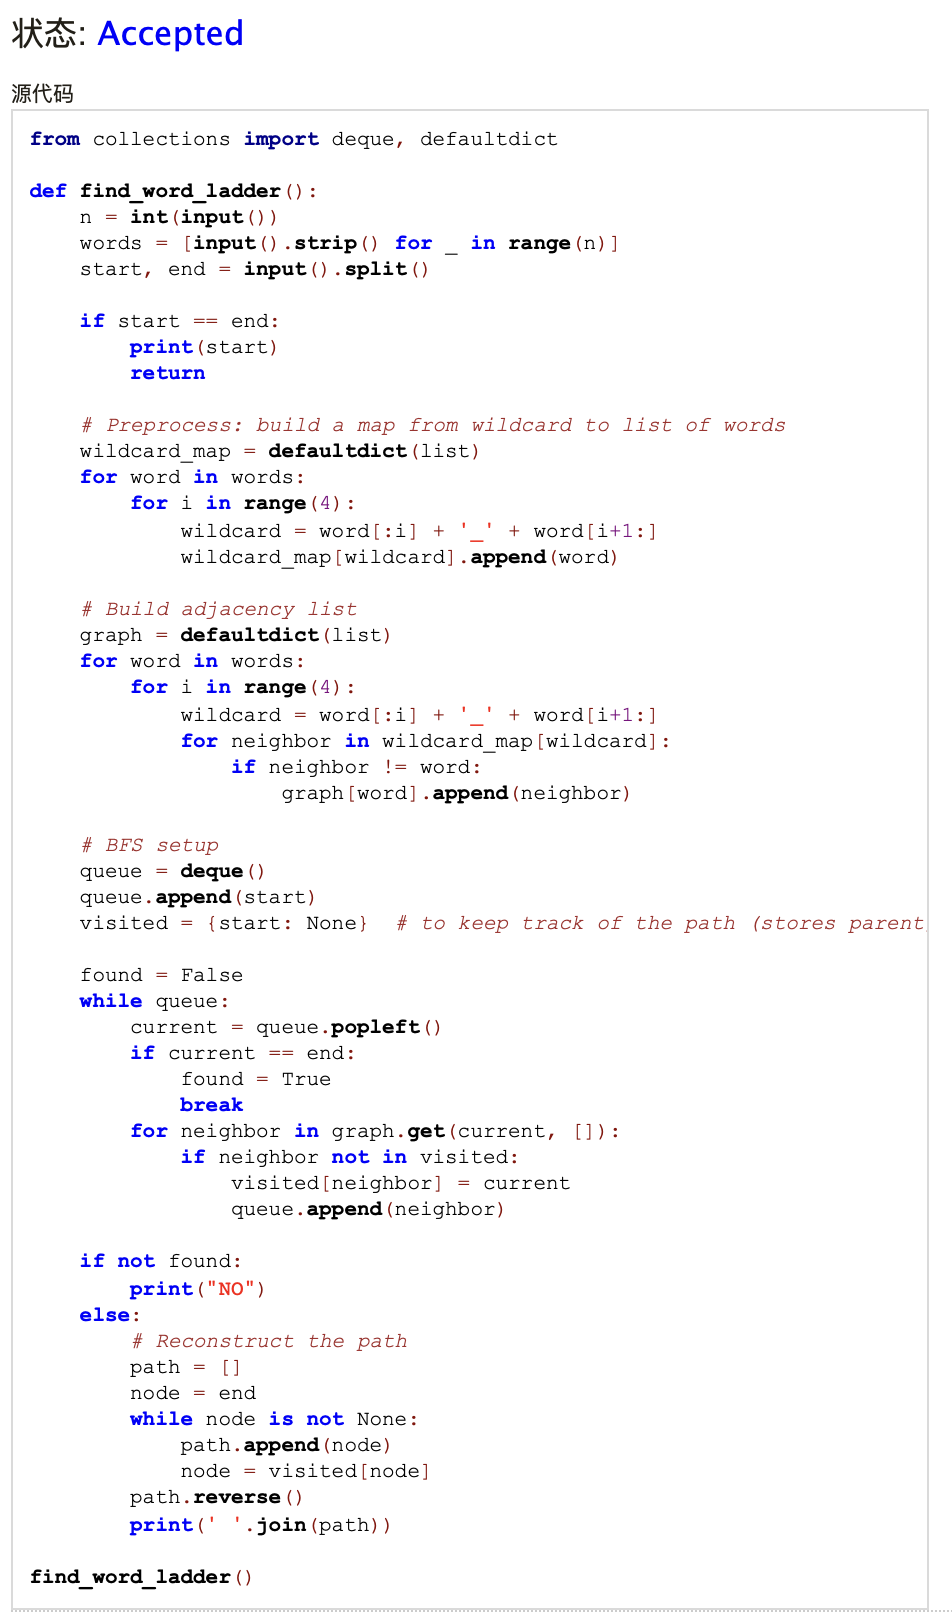 状态: Accepted
源代码
from collections import deque, defaultdict
def find_word_ladder():
    n = int(input())
    words = [input().strip() for _ in range(n)]
    start, end = input().split()
    if start == end:
        print(start)
        return
    # Preprocess: build a map from wildcard to list of words
    wildcard_map = defaultdict(list)
    for word in words:
        for i in range(4):
            wildcard = word[:i] + '_' + word[i+1:]
            wildcard_map[wildcard].append(word)
    # Build adjacency list
    graph = defaultdict(list)
    for word in words:
        for i in range(4):
            wildcard = word[:i] + '_' + word[i+1:]
            for neighbor in wildcard_map[wildcard]:
                if neighbor != word:
                    graph[word].append(neighbor)
    # BFS setup
    queue = deque()
    queue.append(start)
    visited = {start: None}  # to keep track of the path (stores parent
    found = False
    while queue:
        current = queue.popleft()
        if current == end:
            found = True
            break
        for neighbor in graph.get(current, []):
            if neighbor not in visited:
                visited[neighbor] = current
                queue.append(neighbor)
    if not found:
        print("NO")
    else:
        # Reconstruct the path
        path = []
        node = end
        while node is not None:
            path.append(node)
            node = visited[node]
        path.reverse()
        print(' '.join(path))
find_word_ladder()